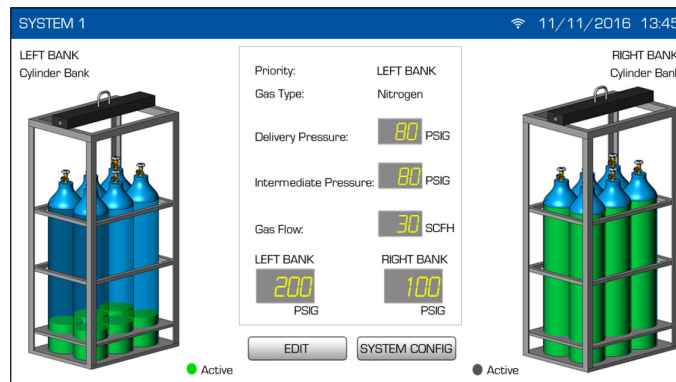 SYSTEM 1
11/11/2016 13:45
LEFT BANK
Cylinder Bank
RIGHT BANK
Cylinder Bank
Priority: LEFT BANK
Gas Type: Nitrogen
Delivery Pressure: 80 PSIG
Intermediate Pressure: 80 PSIG
Gas Flow: 30 SCFH
LEFT BANK RIGHT BANK
200 100
PSIG PSIG
EDIT SYSTEM CONFIG
Active Active